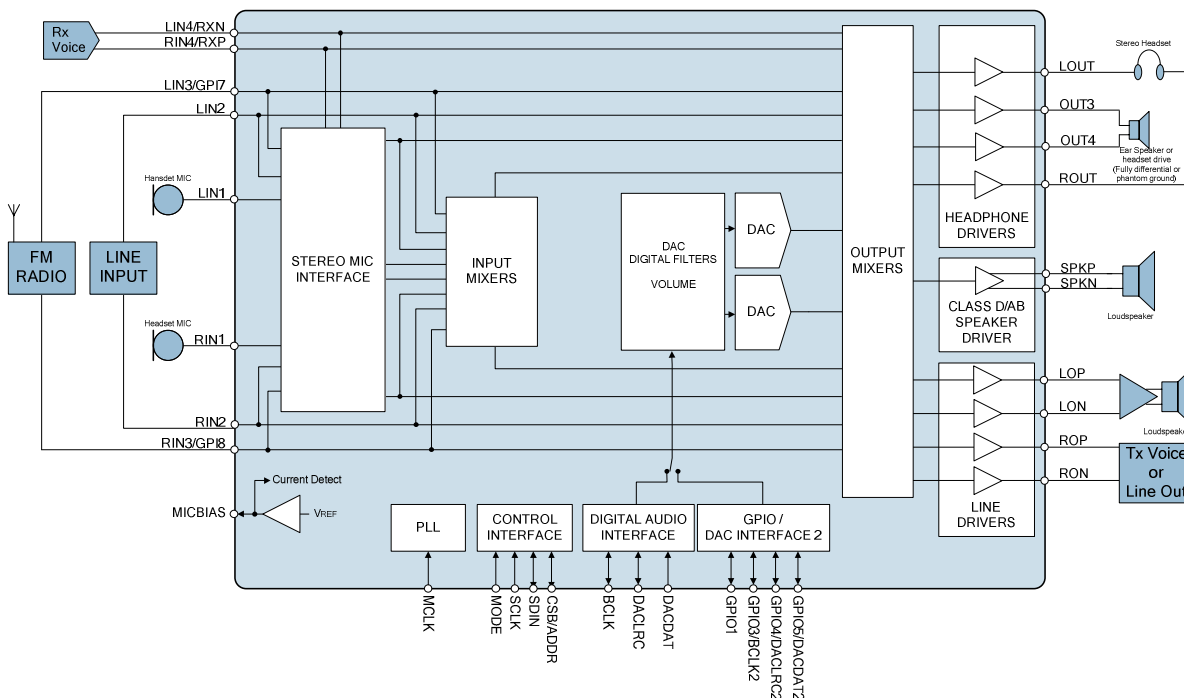 Rx
Voice
LIN4/RXN
RIN4/RXP
LIN3/GPI7
LIN2
Hansdet MIC
LIN1
FM
RADIO
LINE
INPUT
Headset MIC
RIN1
RIN2
RIN3/GPI8
MICBIAS
Current Detect
VREF
STEREO MIC
INTERFACE
INPUT
MIXERS
DAC
DIGITAL FILTERS
VOLUME
DAC
DAC
OUTPUT
MIXERS
HEADPHONE
DRIVERS
CLASS D/AB
SPEAKER
DRIVER
LINE
DRIVERS
LOUT
OUT3
OUT4
ROUT
Stereo Headset
Ear Speaker or
headset drive
(Fully differential or
phantom ground)
SPKP
SPKN
Loudspeaker
LOP
LON
Loudspeake
ROP
RON
Tx Voice
or
Line Out
PLL
CONTROL
INTERFACE
DIGITAL AUDIO
INTERFACE
GPIO /
DAC INTERFACE 2
MCLK
MODE
SCLK
SDIN
CSB/ADDR
BCLK
DACLRC
DACDAT
GPIO1
GPIO3/BCLK2
GPIO4/DACLRC2
GPIO5/DACDAT2